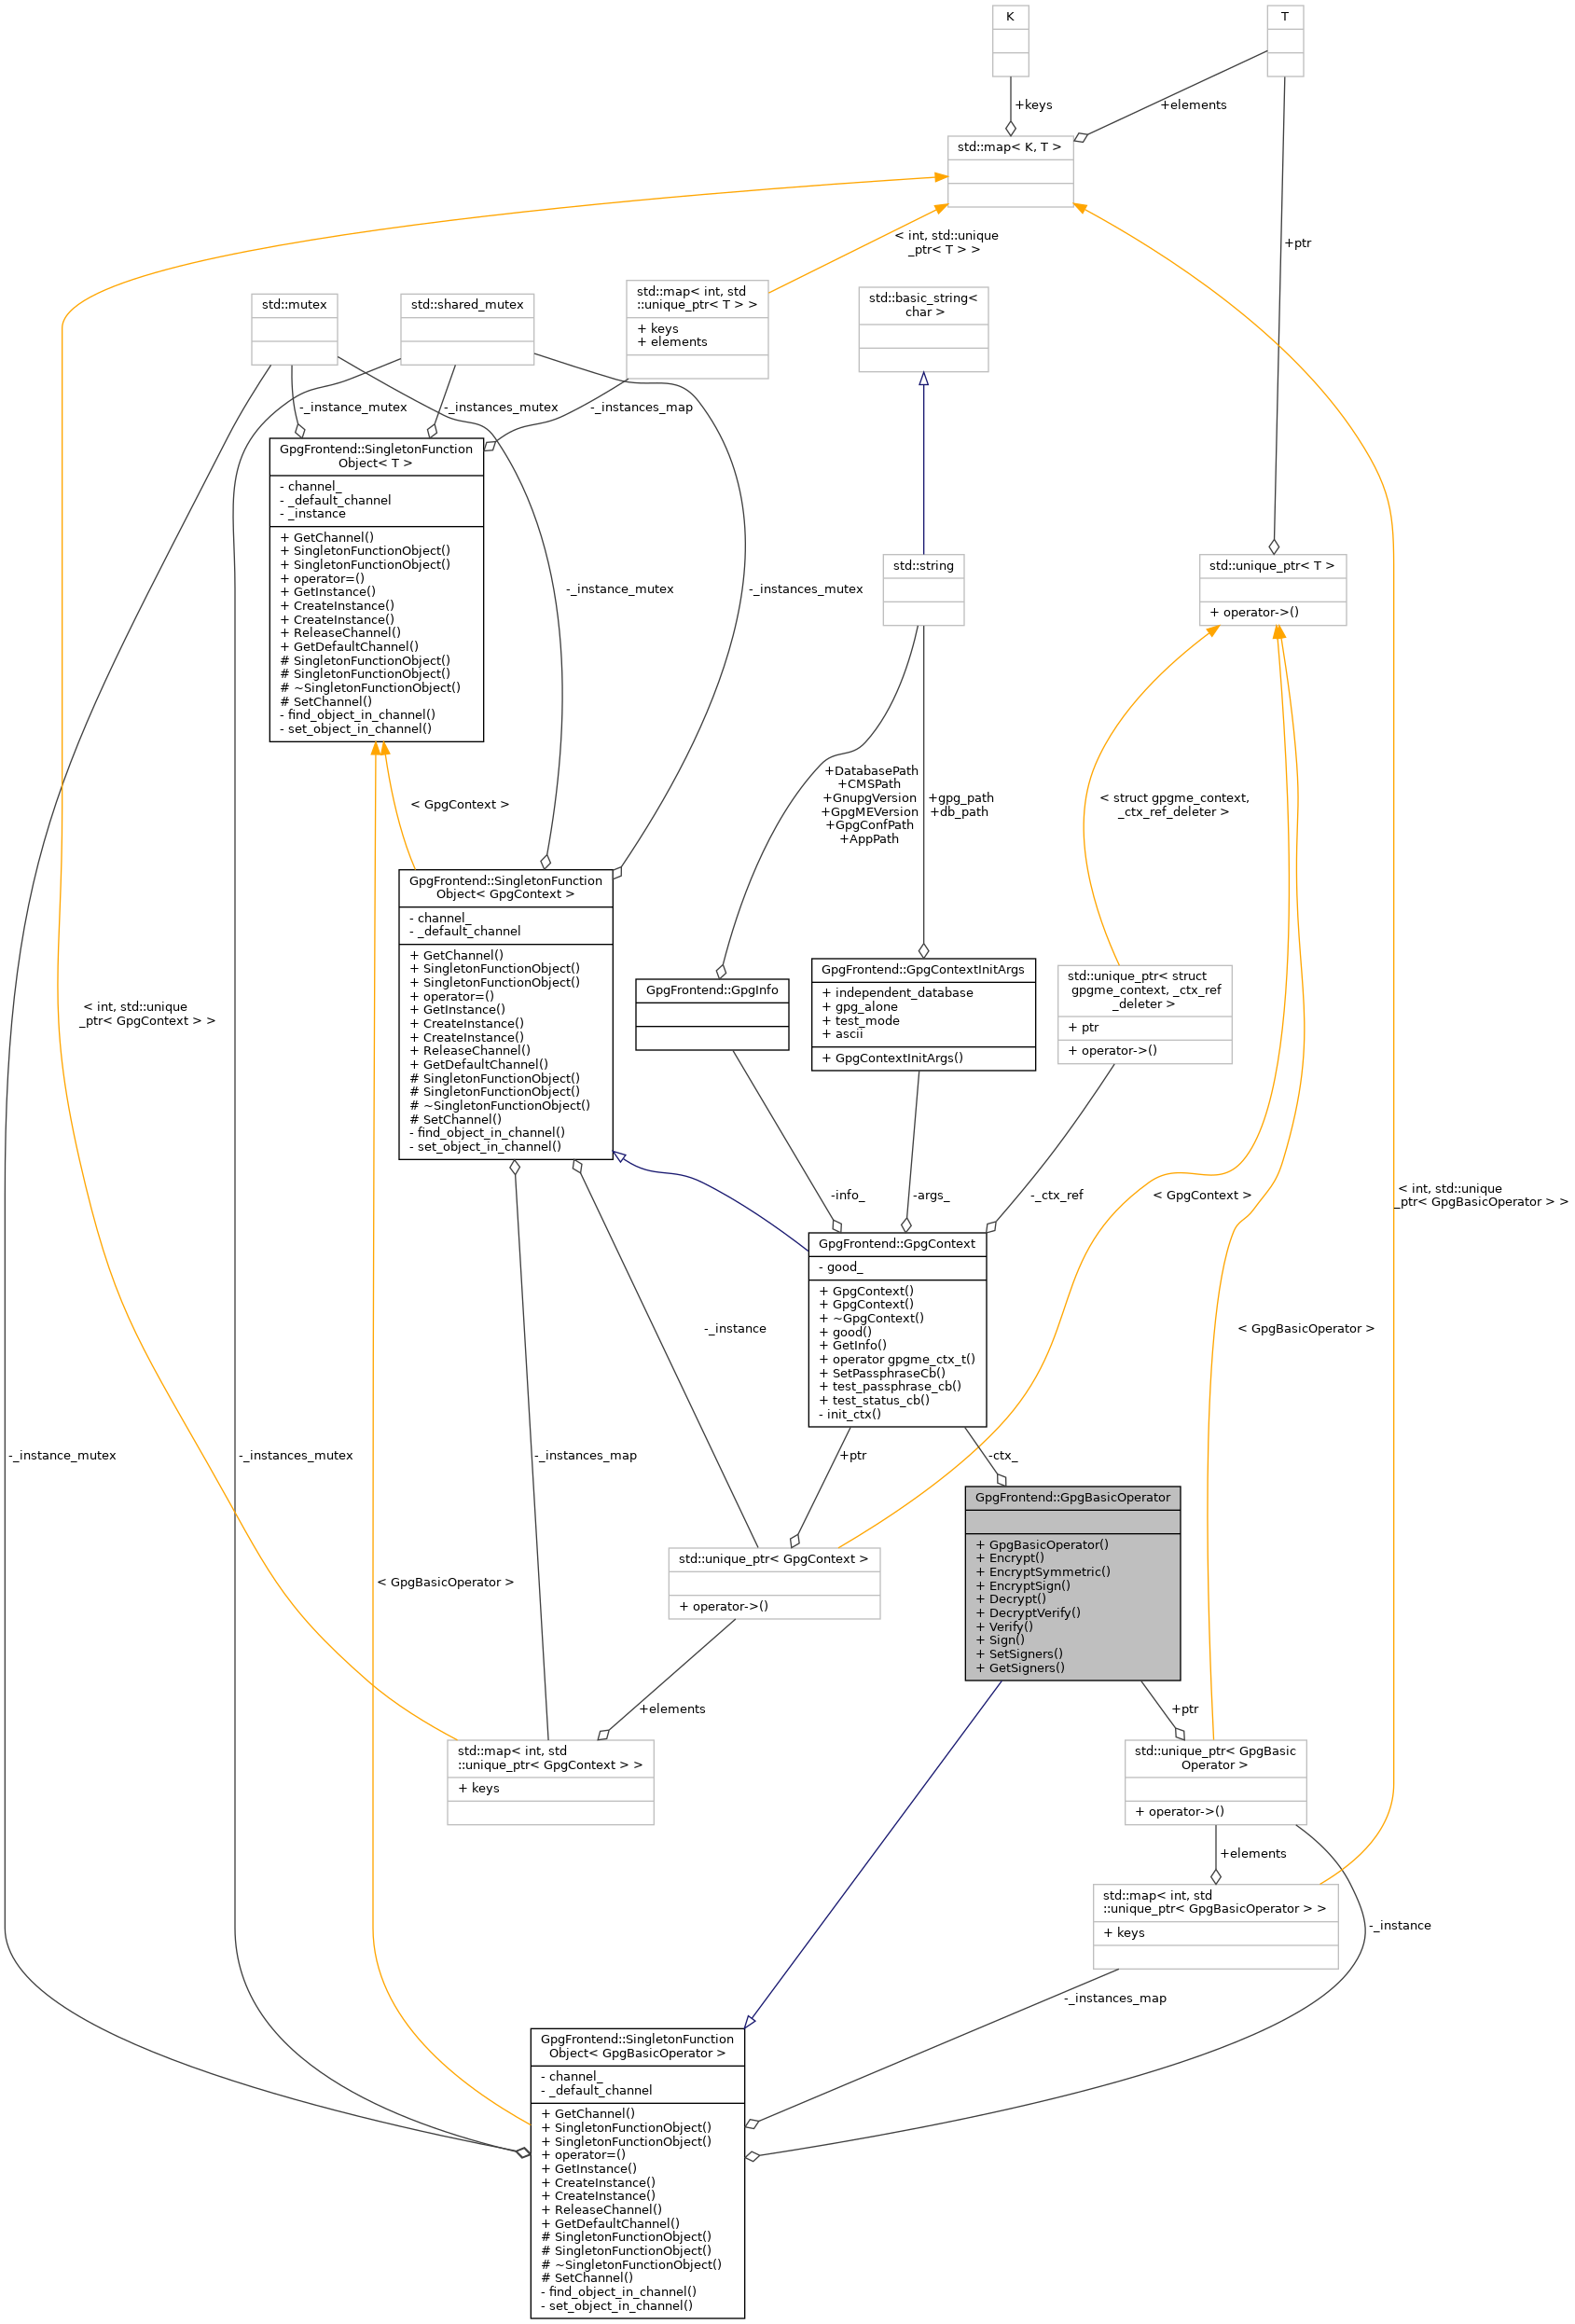 K
T
+keys
+elements
std::map< K, T >
< int, std::unique
_ptr< T > >
+ptr
std::mutex
std::shared_mutex
std::map< int, std
::unique_ptr< T > >
+ keys
+ elements
std::basic_string<
char >
-_instance_mutex
-_instances_mutex
-_instances_map
GpgFrontend::SingletonFunction
Object< T >
- channel_
- _default_channel
- _instance
+ GetChannel()
+ SingletonFunctionObject()
+ SingletonFunctionObject()
+ operator=()
+ GetInstance()
+ CreateInstance()
+ CreateInstance()
+ ReleaseChannel()
+ GetDefaultChannel()
# SingletonFunctionObject()
# SingletonFunctionObject()
# ~SingletonFunctionObject()
# SetChannel()
- find_object_in_channel()
- set_object_in_channel()
-_instance_mutex
-_instances_mutex
std::string
std::unique_ptr< T >
+ operator->()
< GpgContext >
+DatabasePath
+CMSPath
+GnupgVersion
+GpgMEVersion
+GpgConfPath
+AppPath
+gpg_path
+db_path
< struct gpgme_context,
_ctx_ref_deleter >
GpgFrontend::SingletonFunction
Object< GpgContext >
- channel_
- _default_channel
+ GetChannel()
+ SingletonFunctionObject()
+ SingletonFunctionObject()
+ operator=()
+ GetInstance()
+ CreateInstance()
+ CreateInstance()
+ ReleaseChannel()
+ GetDefaultChannel()
# SingletonFunctionObject()
# SingletonFunctionObject()
# ~SingletonFunctionObject()
# SetChannel()
- find_object_in_channel()
- set_object_in_channel()
< int, std::unique
_ptr< GpgContext > >
GpgFrontend::GpgInfo
GpgFrontend::GpgContextInitArgs
+ independent_database
+ gpg_alone
+ test_mode
+ ascii
+ GpgContextInitArgs()
std::unique_ptr< struct
gpgme_context, _ctx_ref
_deleter >
+ ptr
+ operator->()
-info_
-args_
-_ctx_ref
< GpgContext >
< int, std::unique
_ptr< GpgBasicOperator > >
GpgFrontend::GpgContext
- good_
+ GpgContext()
+ GpgContext()
+ ~GpgContext()
+ good()
+ GetInfo()
+ operator gpgme_ctx_t()
+ SetPassphraseCb()
+ test_passphrase_cb()
+ test_status_cb()
- init_ctx()
-_instance
< GpgBasicOperator >
-_instance_mutex
-_instances_mutex
-_instances_map
+ptr
-ctx_
GpgFrontend::GpgBasicOperator
+ GpgBasicOperator()
+ Encrypt()
+ EncryptSymmetric()
+ EncryptSign()
+ Decrypt()
+ DecryptVerify()
+ Verify()
+ Sign()
+ SetSigners()
+ GetSigners()
std::unique_ptr< GpgContext >
+ operator->()
< GpgBasicOperator >
+elements
+ptr
std::map< int, std
::unique_ptr< GpgContext > >
+ keys
std::unique_ptr< GpgBasic
Operator >
+ operator->()
+elements
std::map< int, std
::unique_ptr< GpgBasicOperator > >
+ keys
-_instance
-_instances_map
GpgFrontend::SingletonFunction
Object< GpgBasicOperator >
- channel_
- _default_channel
+ GetChannel()
+ SingletonFunctionObject()
+ SingletonFunctionObject()
+ operator=()
+ GetInstance()
+ CreateInstance()
+ CreateInstance()
+ ReleaseChannel()
+ GetDefaultChannel()
# SingletonFunctionObject()
# SingletonFunctionObject()
# ~SingletonFunctionObject()
# SetChannel()
- find_object_in_channel()
- set_object_in_channel()